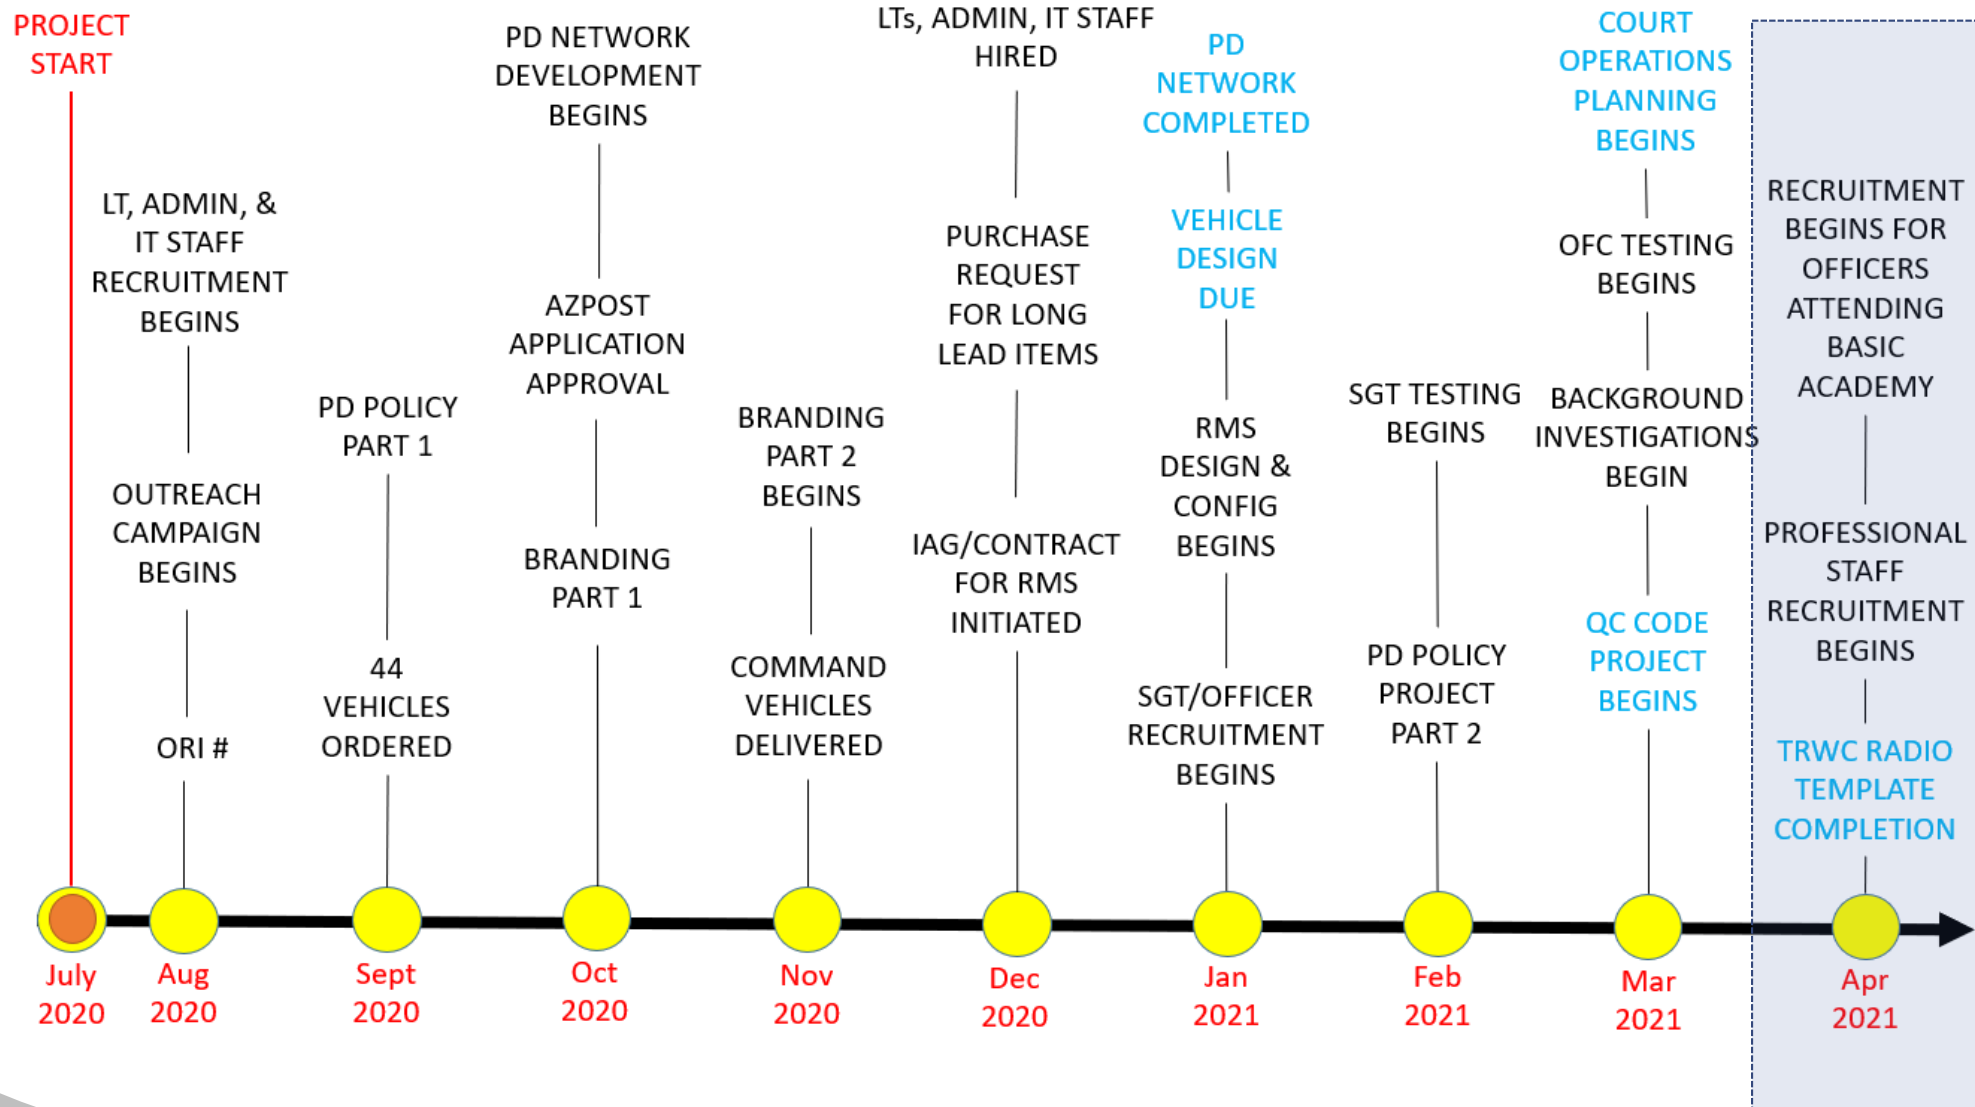 PROJECT
START
LT, ADMIN, &
IT STAFF
RECRUITMENT
BEGINS
OUTREACH
CAMPAIGN
BEGINS
ORI #
PD POLICY
PART 1
44
VEHICLES
ORDERED
PD NETWORK
DEVELOPMENT
BEGINS
AZPOST
APPLICATION
APPROVAL
BRANDING
PART 1
BRANDING
PART 2
BEGINS
COMMAND
VEHICLES
DELIVERED
LTs, ADMIN, IT STAFF
HIRED
PURCHASE
REQUEST
FOR LONG
LEAD ITEMS
IAG/CONTRACT
FOR RMS
INITIATED
PD
NETWORK
COMPLETED
VEHICLE
DESIGN
DUE
RMS
DESIGN &
CONFIG
BEGINS
SGT/OFFICER
RECRUITMENT
BEGINS
SGT TESTING
BEGINS
PD POLICY
PROJECT
PART 2
COURT
OPERATIONS
PLANNING
BEGINS
OFC TESTING
BEGINS
BACKGROUND
INVESTIGATIONS
BEGIN
QC CODE
PROJECT
BEGINS
RECRUITMENT
BEGINS FOR
OFFICERS
ATTENDING
BASIC
ACADEMY
PROFESSIONAL
STAFF
RECRUITMENT
BEGINS
TRWC RADIO
TEMPLATE
COMPLETION
July
2020
Aug
2020
Sept
2020
Oct
2020
Nov
2020
Dec
2020
Jan
2021
Feb
2021
Mar
2021
Apr
2021